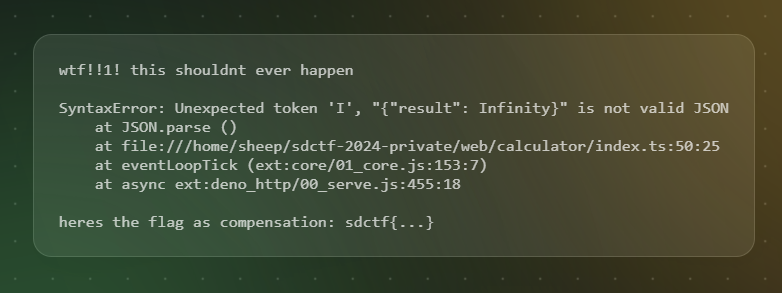 wtf!!1! this shouldnt ever happen
SyntaxError: Unexpected token 'I', "{"result": Infinity}" is not valid JSON
at JSON.parse ()
at file:///home/sheep/sdctf-2024-private/web/calculator/index.ts:50:25
at eventLoopTick (ext:core/01_core.js:153:7)
at async ext:deno_http/00_serve.js:455:18
heres the flag as compensation: sdctf{...}